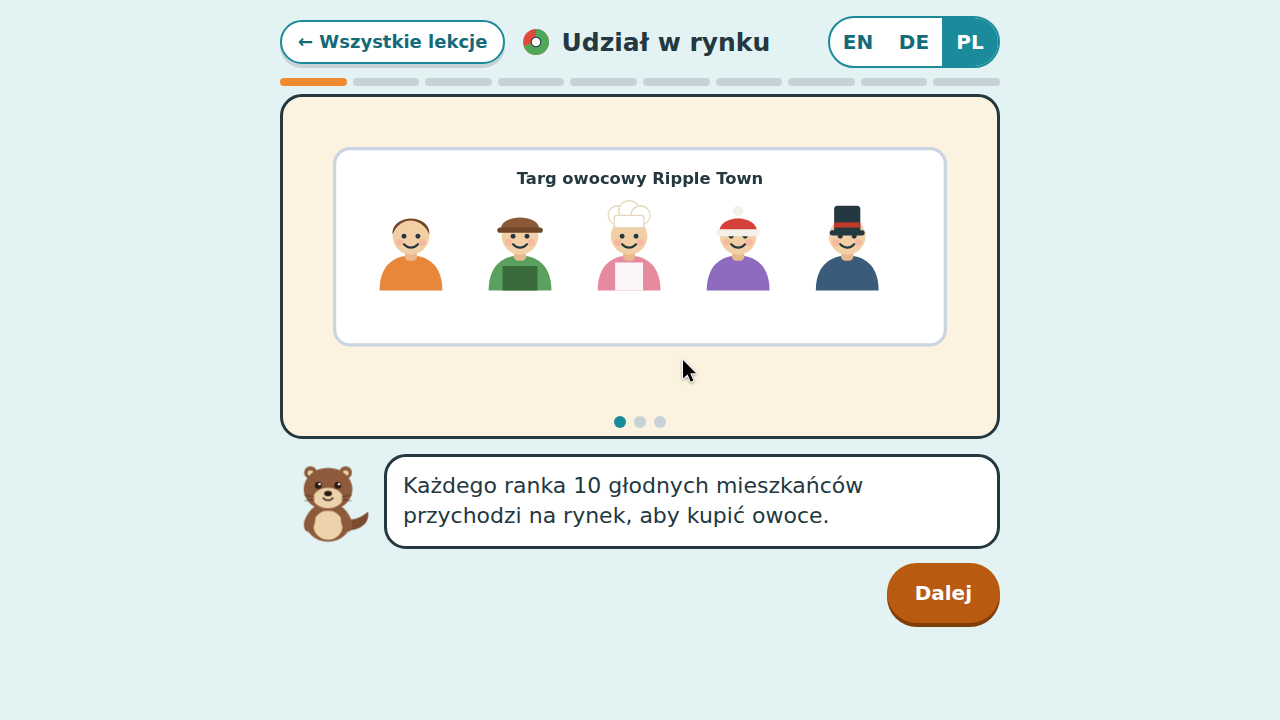 ← Wszystkie lekcje
Udział w rynku
EN DE PL
Targ owocowy Ripple Town
Każdego ranka 10 głodnych mieszkańców
przychodzi na rynek, aby kupić owoce.
Dalej